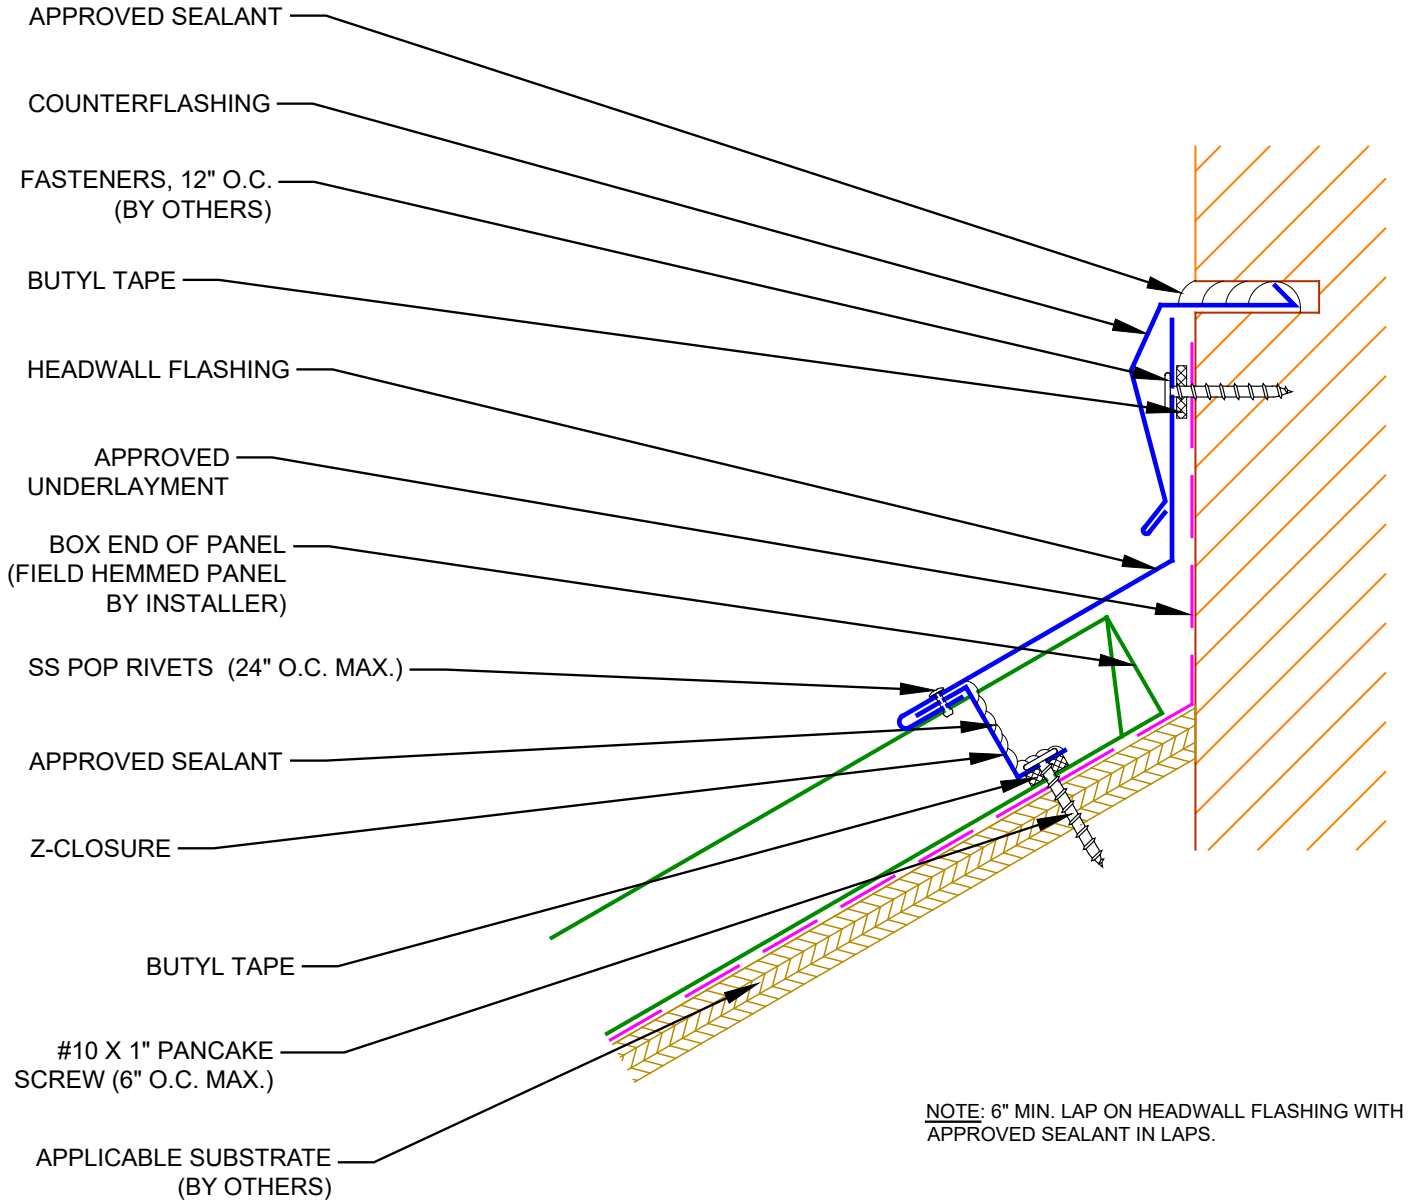 APPROVED SEALANT
COUNTERFLASHING
FASTENERS, 12" O.C.
(BY OTHERS)
BUTYL TAPE
HEADWALL FLASHING
APPROVED
UNDERLAYMENT
BOX END OF PANEL
(FIELD HEMMED PANEL
BY INSTALLER)
SS POP RIVETS (24" O.C. MAX.)
APPROVED SEALANT
Z-CLOSURE
BUTYL TAPE
#10 X 1" PANCAKE
SCREW (6" O.C. MAX.)
APPLICABLE SUBSTRATE
(BY OTHERS)
NOTE: 6" MIN. LAP ON HEADWALL FLASHING WITH
APPROVED SEALANT IN LAPS.